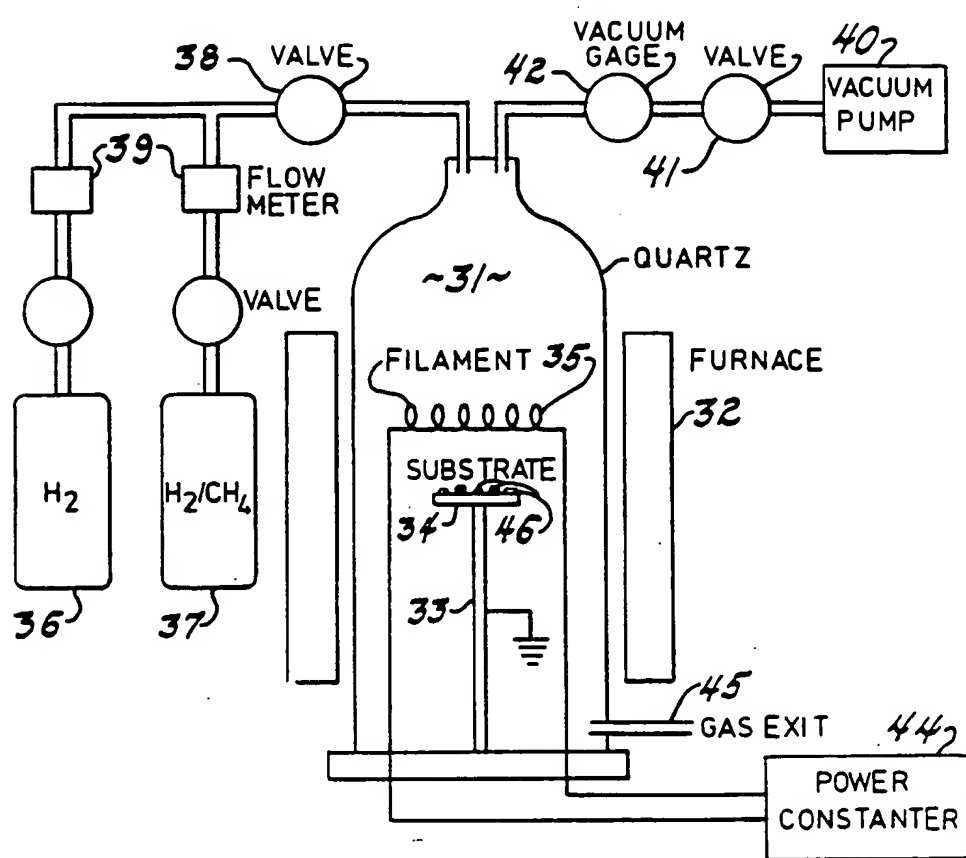 38
VALVE
42
VACUUM
GAGE
VALVE
41
40
VACUUM
PUMP
39
FLOW
METER
~31~
QUARTZ
VALVE
FILAMENT 35
FURNACE
32
H2
H2/CH4
SUBSTRATE
34
46
36
37
33
45
GAS EXIT
44
POWER
CONSTANTER